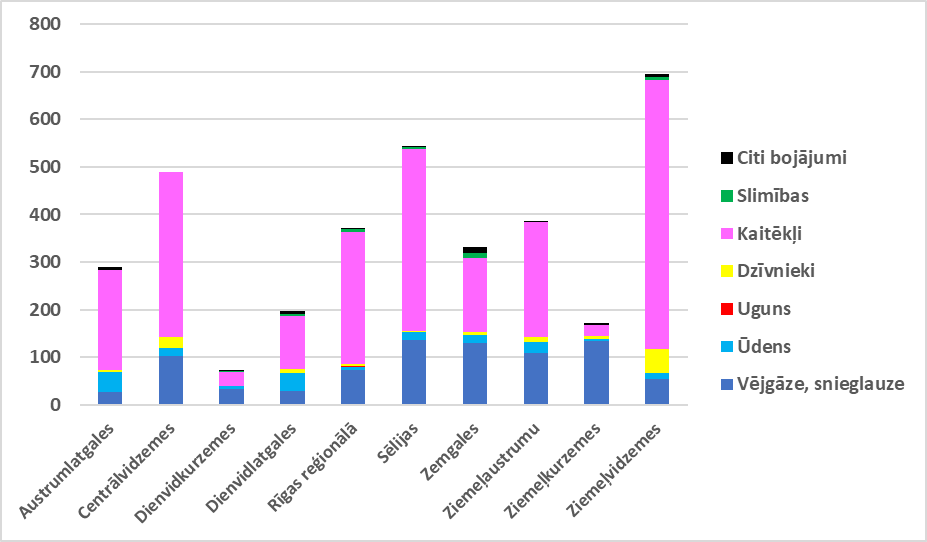 800
700
600
500
400
300
200
100
0
Austrumlatgales
Centrālvidzemes
Dienvidkurzemes
Dienvidlatgales
Rīgas reģionālā
Sēlijas
Zemgales
Ziemeļaustrumu
Ziemeļkurzemes
Ziemeļvidzemes
Citi bojājumi
Slimības
Kaitēkļi
Dzīvnieki
Uguns
Ūdens
Vējgāze, snieglauze